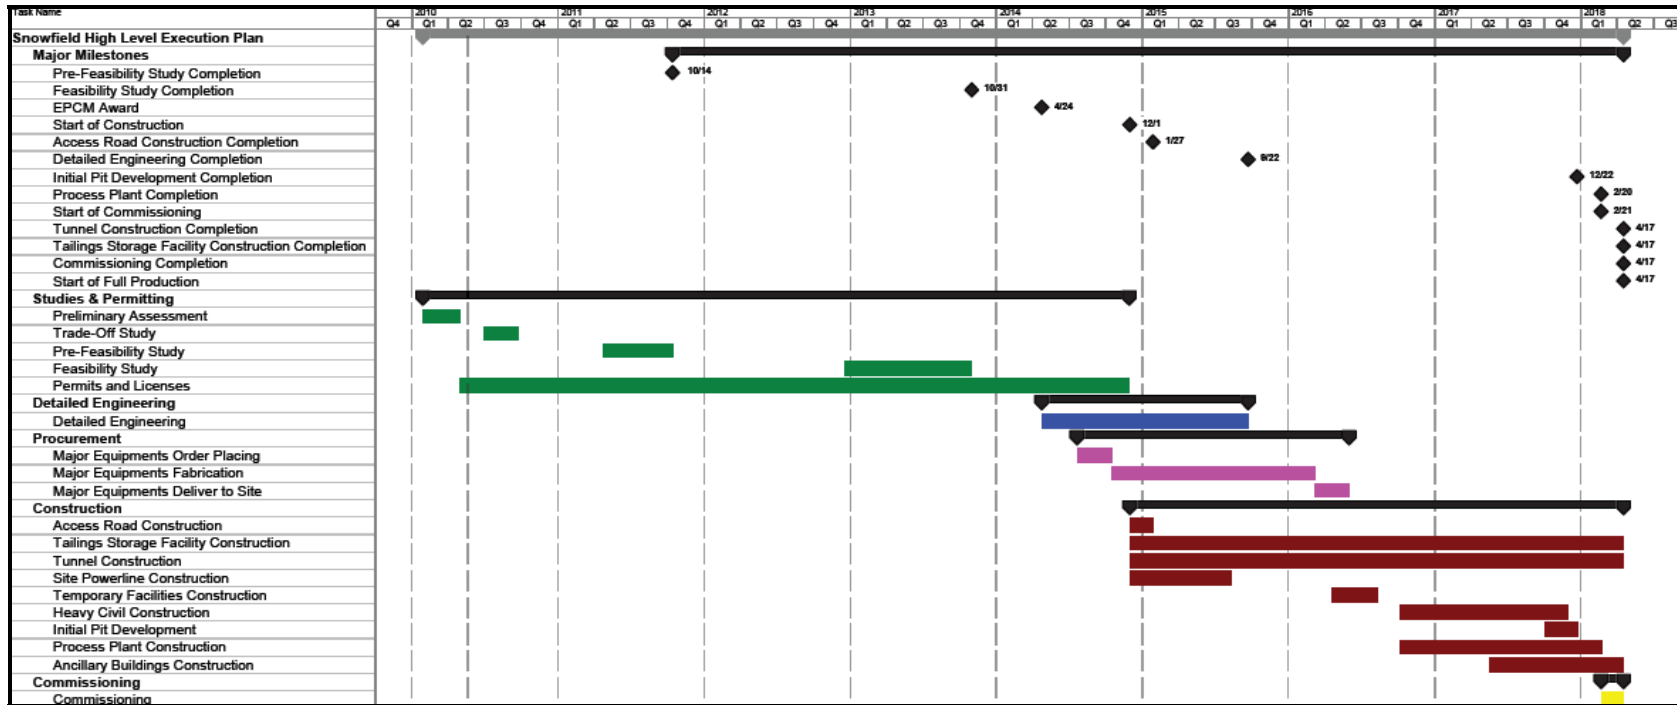 Task Name 2010 2011 2012 2013 2014 2015 2016 2017 2018
Q4 Q1 Q2 Q3 Q4 Q1 Q2 Q3 Q4 Q1 Q2 Q3 Q4 Q1 Q2 Q3 Q4 Q1 Q2 Q3 Q4 Q1 Q2 Q3 Q4 Q1 Q2 Q3 Q4 Q1 Q2 Q3 Q4 Q1 Q2 Q3
Snowfield High Level Execution Plan
Major Milestones
Pre-Feasibility Study Completion 10/14
Feasibility Study Completion 10/31
EPCM Award 4/24
Start of Construction 12/1
Access Road Construction Completion 1/27
Detailed Engineering Completion 9/22
Initial Pit Development Completion 12/22
Process Plant Completion 2/20
Start of Commissioning 2/21
Tunnel Construction Completion 4/17
Tailings Storage Facility Construction Completion 4/17
Commissioning Completion 4/17
Start of Full Production 4/17
Studies & Permitting
Preliminary Assessment
Trade-Off Study
Pre-Feasibility Study
Feasibility Study
Permits and Licenses
Detailed Engineering
Detailed Engineering
Procurement
Major Equipments Order Placing
Major Equipments Fabrication
Major Equipments Deliver to Site
Construction
Access Road Construction
Tailings Storage Facility Construction
Tunnel Construction
Site Powerline Construction
Temporary Facilities Construction
Heavy Civil Construction
Initial Pit Development
Process Plant Construction
Ancillary Buildings Construction
Commissioning
Commissioning